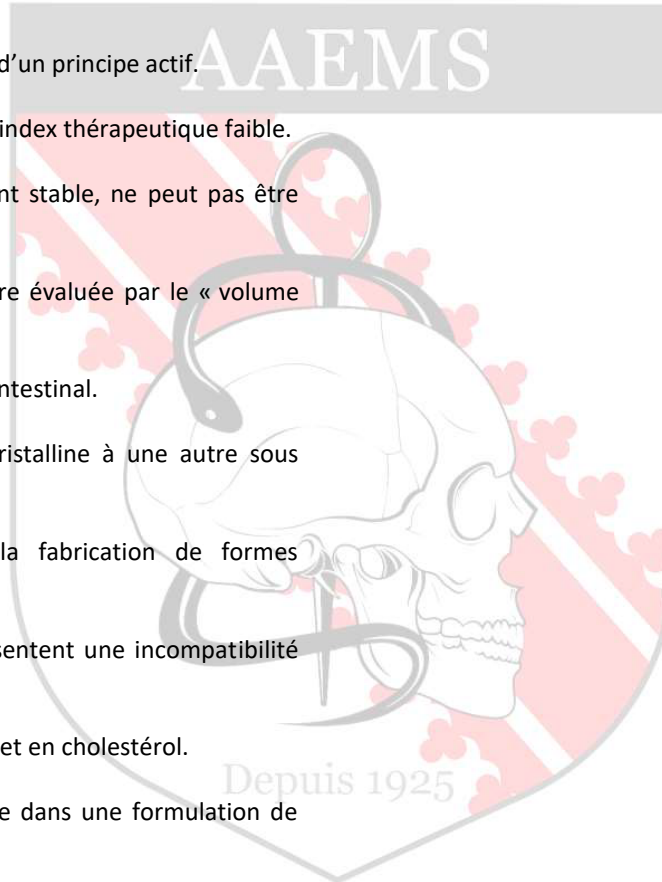 AAEMS
d’un principe actif.
index thérapeutique faible.
nt stable, ne peut pas être
re évaluée par le « volume
ntestinal.
ristalline à une autre sous
la fabrication de formes
sentent une incompatibilité
et en cholestérol.
Depuis 1925
e dans une formulation de